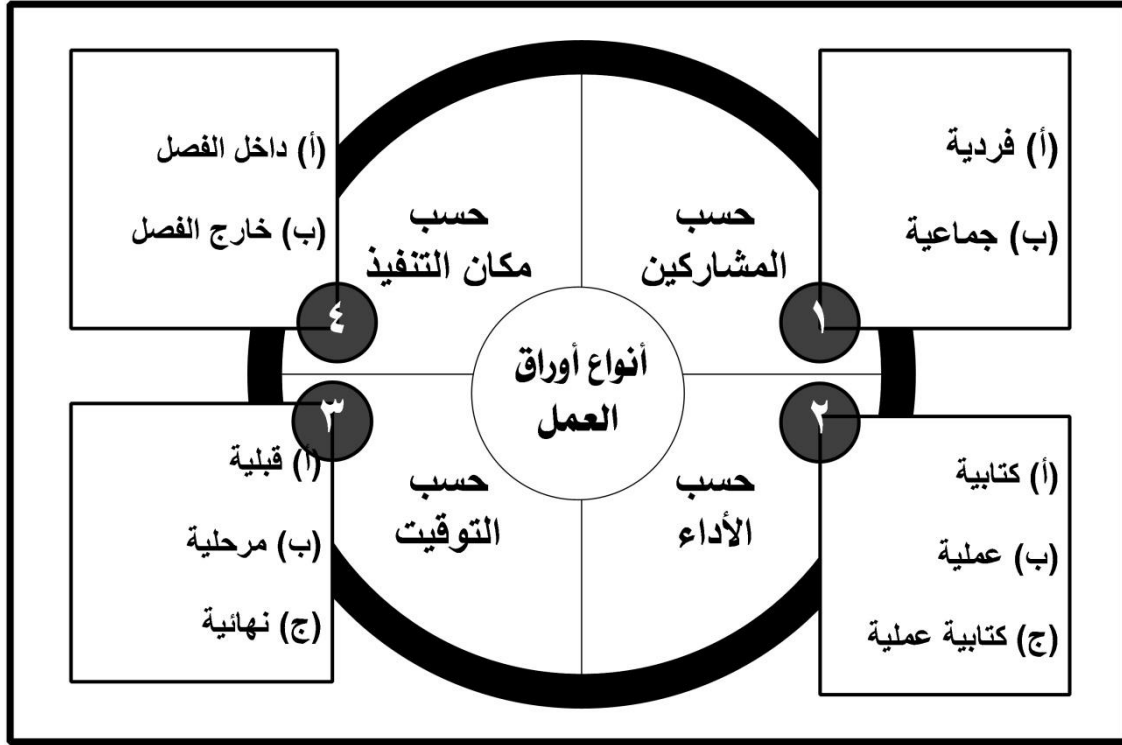 أنواع أوراق
العمل
١
حسب
المشاركين
(أ) فردية
(ب) جماعية
٢
حسب
الأداء
(أ) كتابية
(ب) عملية
(ج) كتابية عملية
٣
حسب
التوقيت
(أ) قبلية
(ب) مرحلية
(ج) نهائية
٤
حسب
مكان التنفيذ
(أ) داخل الفصل
(ب) خارج الفصل